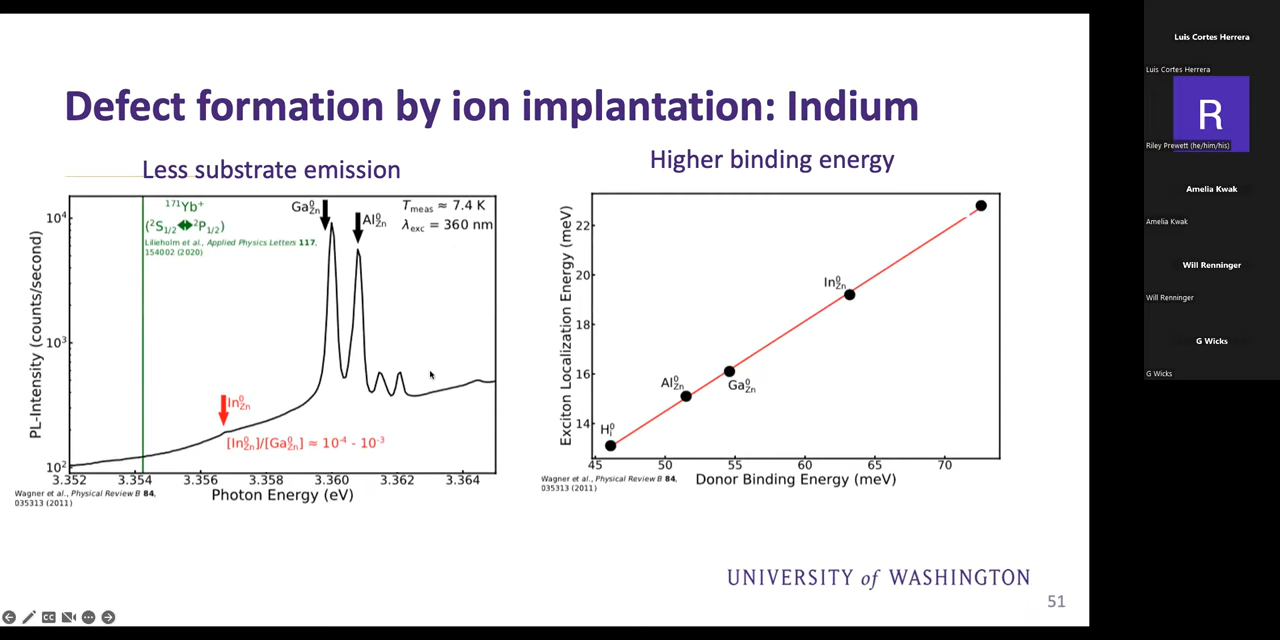 Defect formation by ion implantation: Indium
Less substrate emission
Higher binding energy
171Yb+
(2S1/2 ◆ 2P1/2)
Lilieholm et al., Applied Physics Letters 117,
154002 (2020)
Ga0Zn
Al0Zn
Tmeas ≈ 7.4 K
λexc = 360 nm
In0Zn
[In0Zn]/[Ga0Zn] ≈ 10-4 - 10-3
PL-Intensity (counts/second)
104
103
102
3.352 3.354 3.356 3.358 3.360 3.362 3.364
Photon Energy (eV)
Wagner et al., Physical Review B 84,
035313 (2011)
Exciton Localization Energy (meV)
22
20
18
16
14
In0Zn
Al0Zn
Ga0Zn
H0i
45 50 55 60 65 70
Donor Binding Energy (meV)
Wagner et al., Physical Review B 84,
035313 (2011)
UNIVERSITY of WASHINGTON
51
CC
Luis Cortes Herrera
Luis Cortes Herrera
R
Riley Prewett (he/him/his)
Amelia Kwak
Amelia Kwak
Will Renninger
Will Renninger
G Wicks
G Wicks